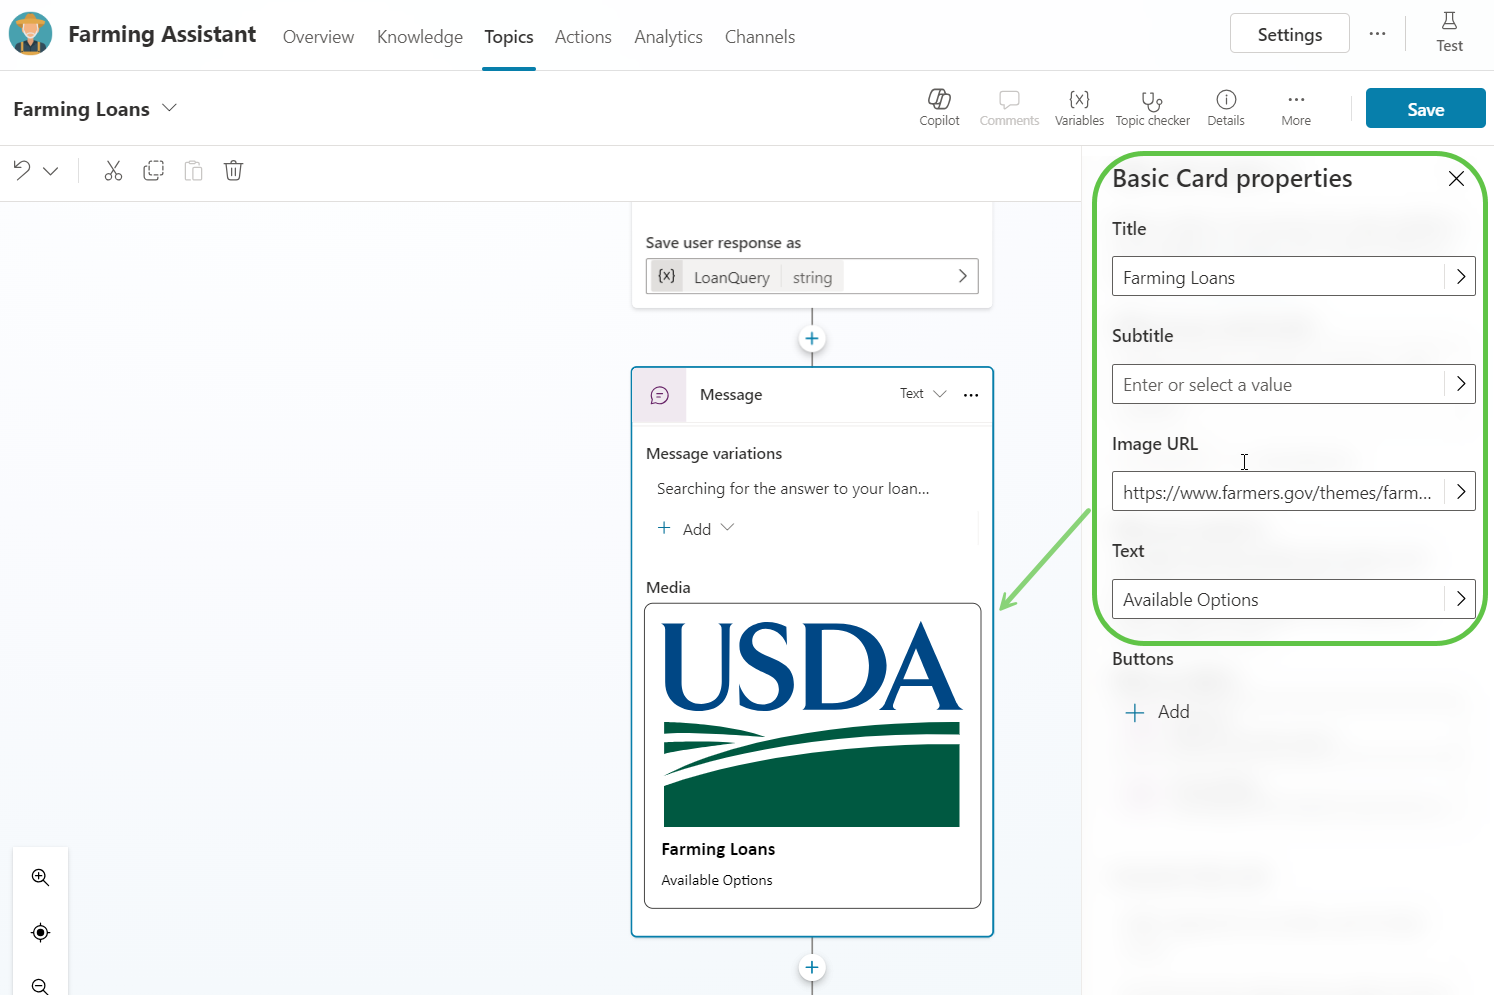 Farming Assistant Overview Knowledge Topics Actions Analytics Channels Settings ... Test
Farming Loans Copilot Comments {x} Variables Topic checker Details More Save
Basic Card properties
Title
Farming Loans
Subtitle
Enter or select a value
Image URL
https://www.farmers.gov/themes/farm...
Text
Available Options
Buttons
+ Add
Save user response as
{x} LoanQuery string
Message Text ...
Message variations
Searching for the answer to your loan...
+ Add
Media
USDA
Farming Loans
Available Options